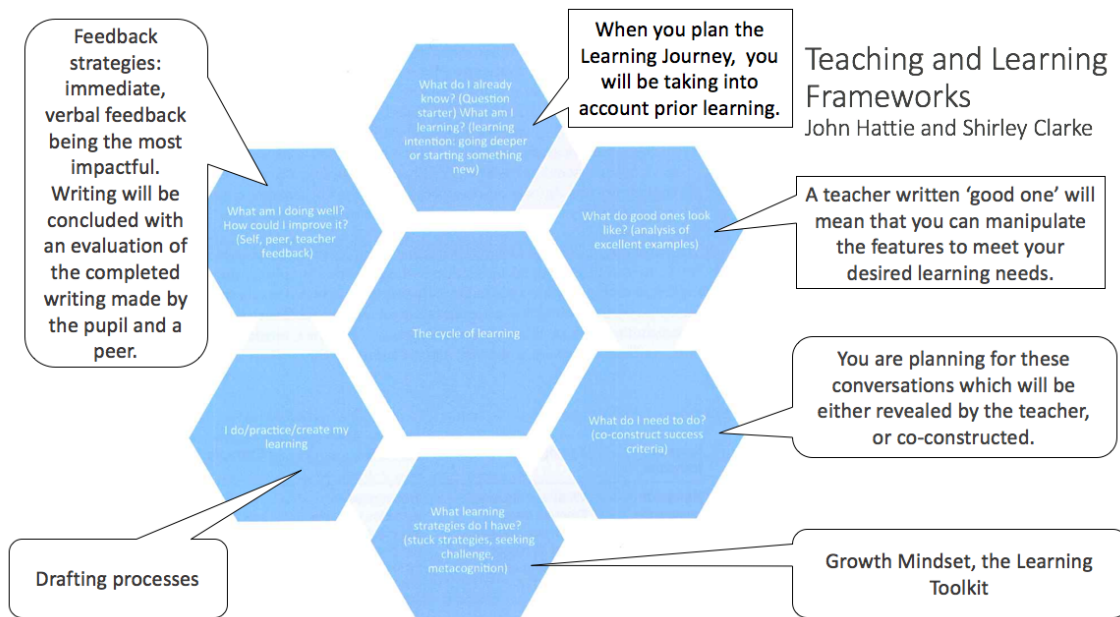 Teaching and Learning
Frameworks
John Hattie and Shirley Clarke
Feedback
strategies:
immediate,
verbal feedback
being the most
impactful.
Writing will be
concluded with
an evaluation of
the completed
writing made by
the pupil and a
peer.
When you plan the
Learning Journey, you
will be taking into
account prior learning.
What do I already
know? (Question
starter) What am I
learning? (learning
intention: going deeper
or starting something
new)
What am I doing well?
How could I improve it?
(Self, peer, teacher
feedback)
What do good ones look
like? (analysis of
excellent examples)
A teacher written ‘good one’ will
mean that you can manipulate
the features to meet your
desired learning needs.
The cycle of learning
I do/practice/create my
learning
What do I need to do?
(co-construct success
criteria)
You are planning for these
conversations which will be
either revealed by the teacher,
or co-constructed.
What learning
strategies do I have?
(stuck strategies, seeking
challenge,
metacognition)
Drafting processes
Growth Mindset, the Learning
Toolkit